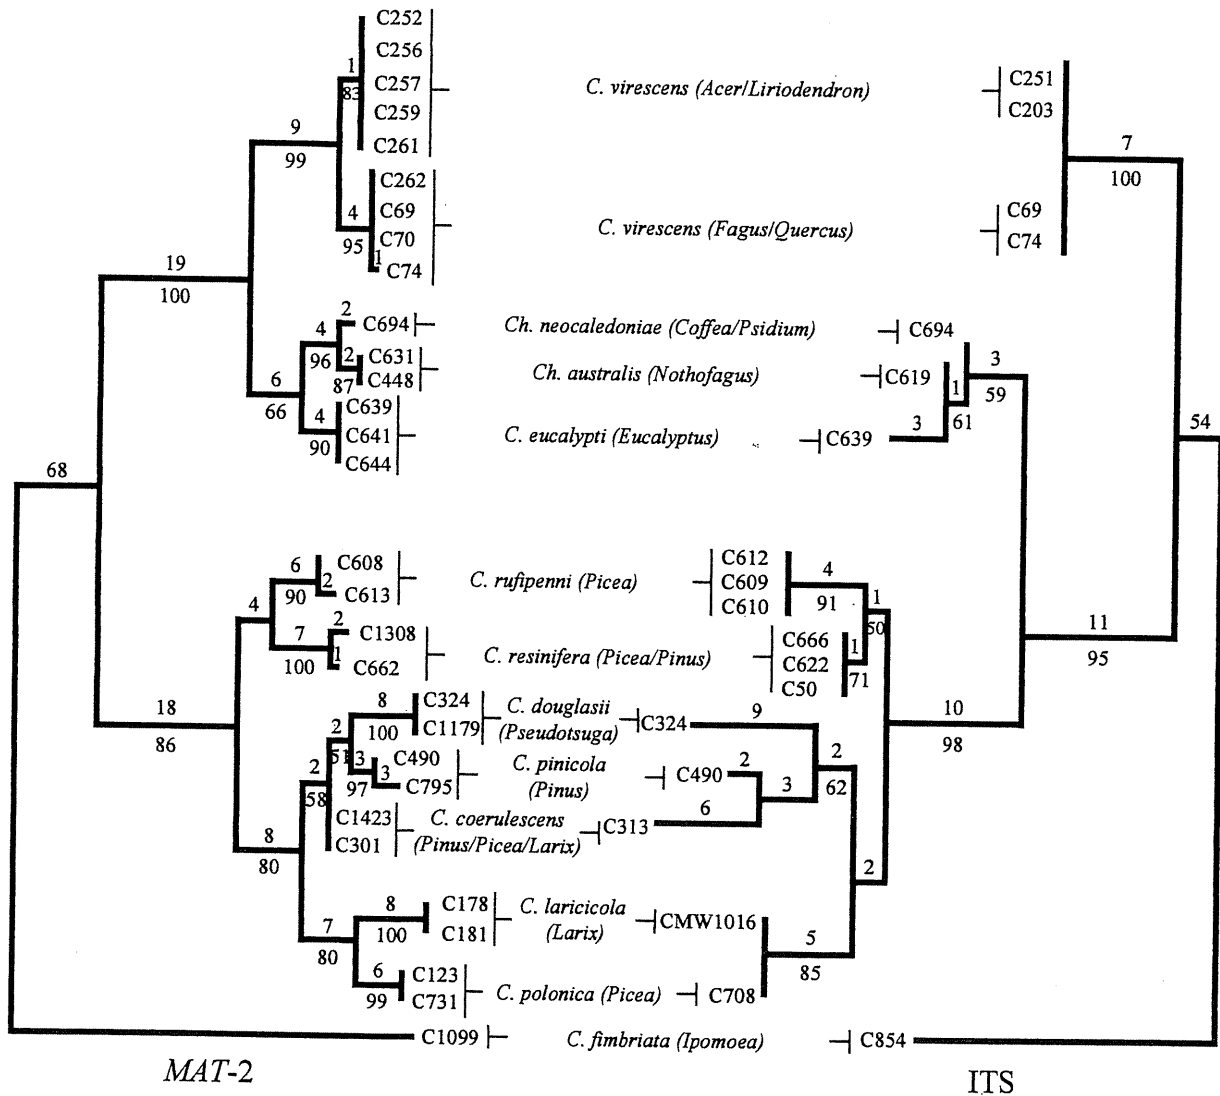 C252
C256
1
C257
C. virescens (Acer/Liriodendron)
C251
83
C259
C203
9
C261
7
99
100
C262
4
C69
C. virescens (Fagus/Quercus)
C69
95
C70
C74
1
C74
19
100
2
C694
Ch. neocaledoniae (Coffea/Psidium)
C694
4
96
2
C631
Ch. australis (Nothofagus)
C619
3
6
87
C448
1
59
66
4
C639
3
61
54
90
C641
C. eucalypti (Eucalyptus)
C639
C644
68
6
C608
C612
4
90
2
C. rufipenni (Picea)
C609
C613
C610
91
1
4
50
7
2
C1308
C666
11
100
1
C. resinifera (Picea/Pinus)
C622
1
95
C662
C50
71
18
8
C324
C. douglasii
C324
9
10
86
2
100
C1179
(Pseudotsuga)
98
51
3
C490
C. pinicola
C490
2
2
2
97
3
C795
(Pinus)
3
62
58
C1423
C. coerulescens
C313
6
8
C301
(Pinus/Picea/Larix)
80
2
8
C178
C. laricicola
CMW1016
7
100
C181
(Larix)
5
80
85
6
C123
C. polonica (Picea)
C708
99
C731
C1099
C. fimbriata (Ipomoea)
C854
MAT-2
ITS